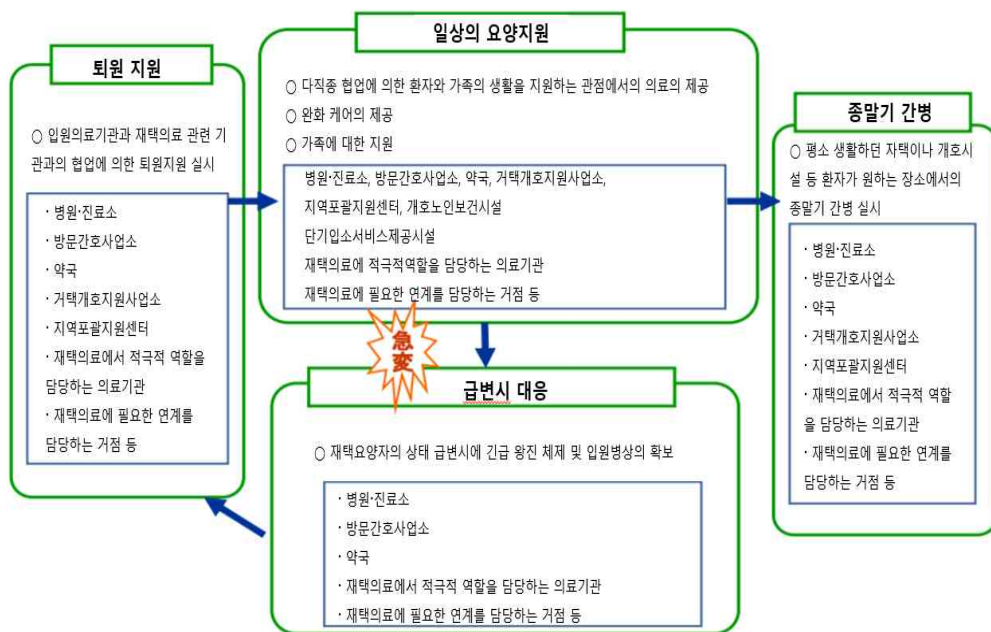 퇴원 지원
○ 입원의료기관과 재택의료 관련 기
관과의 협업에 의한 퇴원지원 실시
· 병원·진료소
· 방문간호사업소
· 약국
· 거택개호지원사업소
· 지역포괄지원센터
· 재택의료에서 적극적 역할을
담당하는 의료기관
· 재택의료에 필요한 연계를
담당하는 거점 등
일상의 요양지원
○ 다직종 협업에 의한 환자와 가족의 생활을 지원하는 관점에서의 의료의 제공
○ 완화 케어의 제공
○ 가족에 대한 지원
병원·진료소, 방문간호사업소, 약국, 거택개호지원사업소,
지역포괄지원센터, 개호노인보건시설
단기입소서비스제공시설
재택의료에 적극적역할을 담당하는 의료기관
재택의료에 필요한 연계를 담당하는 거점 등
急
変
급변시 대응
○ 재택요양자의 상태 급변시에 긴급 왕진 체제 및 입원병상의 확보
· 병원·진료소
· 방문간호사업소
· 약국
· 재택의료에서 적극적 역할을 담당하는 의료기관
· 재택의료에 필요한 연계를 담당하는 거점 등
종말기 간병
○ 평소 생활하던 자택이나 개호시
설 등 환자가 원하는 장소에서의
종말기 간병 실시
· 병원·진료소
· 방문간호사업소
· 약국
· 거택개호지원사업소
· 지역포괄지원센터
· 재택의료에서 적극적 역할
을 담당하는 의료기관
· 재택의료에 필요한 연계를
담당하는 거점 등